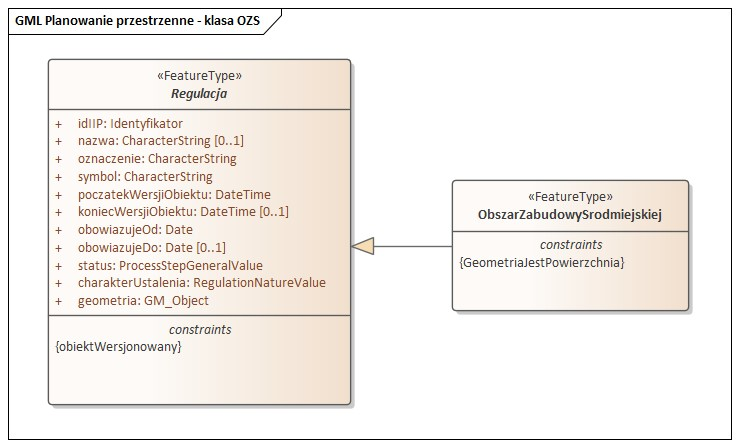 GML Planowanie przestrzenne - klasa OZS
«FeatureType»
Regulacja
+ idIIP: Identyfikator
+ nazwa: CharacterString [0..1]
+ oznaczenie: CharacterString
+ symbol: CharacterString
+ poczatekWersjiObiektu: DateTime
+ koniecWersjiObiektu: DateTime [0..1]
+ obowiazujeOd: Date
+ obowiazujeDo: Date [0..1]
+ status: ProcessStepGeneralValue
+ charakterUstalenia: RegulationNatureValue
+ geometria: GM_Object
constraints
{obiektWersjonowany}
«FeatureType»
ObszarZabudowySrodmiejskiej
constraints
{GeometriaJestPowierzchnia}